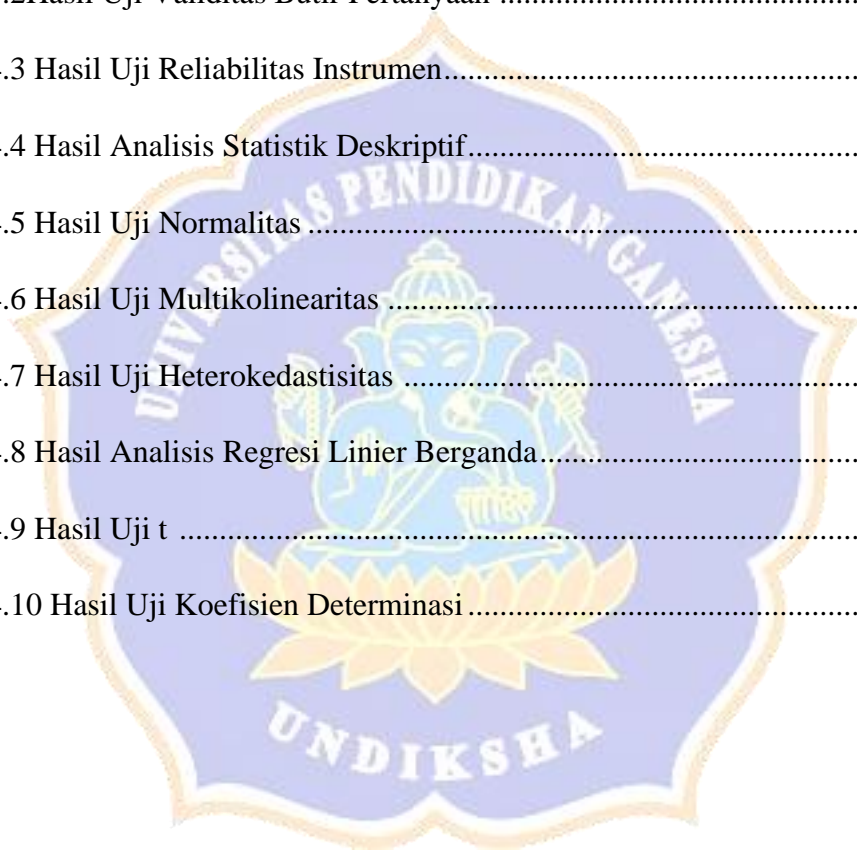 .2Hasil Uji Validitas Butir Pertanyaan ........................................................
.3 Hasil Uji Reliabilitas Instrumen........................................................
.4 Hasil Analisis Statistik Deskriptif........................................................
.5 Hasil Uji Normalitas ........................................................
.6 Hasil Uji Multikolinearitas ........................................................
.7 Hasil Uji Heterokedastisitas ........................................................
.8 Hasil Analisis Regresi Linier Berganda........................................................
.9 Hasil Uji t ........................................................
.10 Hasil Uji Koefisien Determinasi........................................................
UNIVERSITAS PENDIDIKAN GANESHA
UNDIKSHA